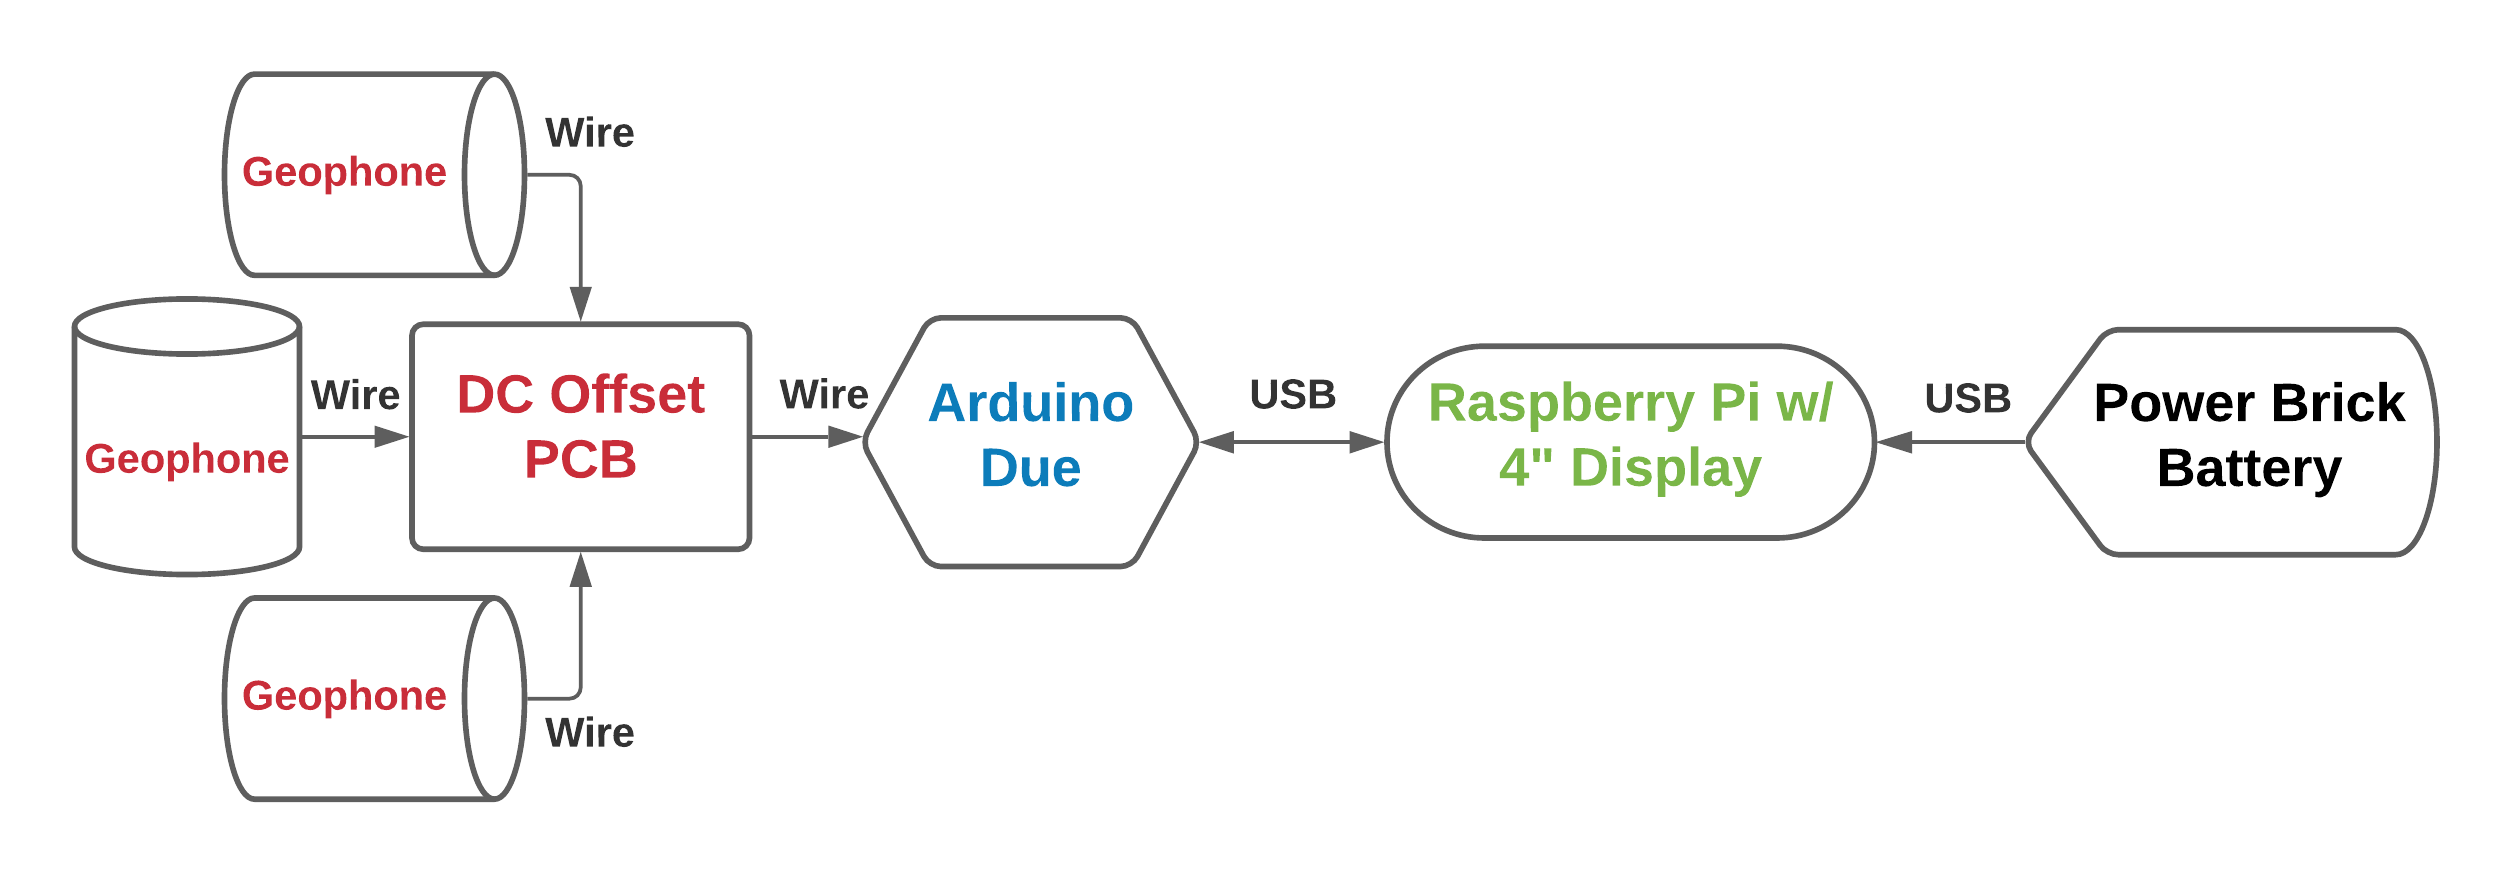 Wire
Geophone
Wire
Geophone
DC Offset
PCB
Wire
Arduino
Due
USB
Raspberry Pi w/
4" Display
USB
Power Brick
Battery
Geophone
Wire